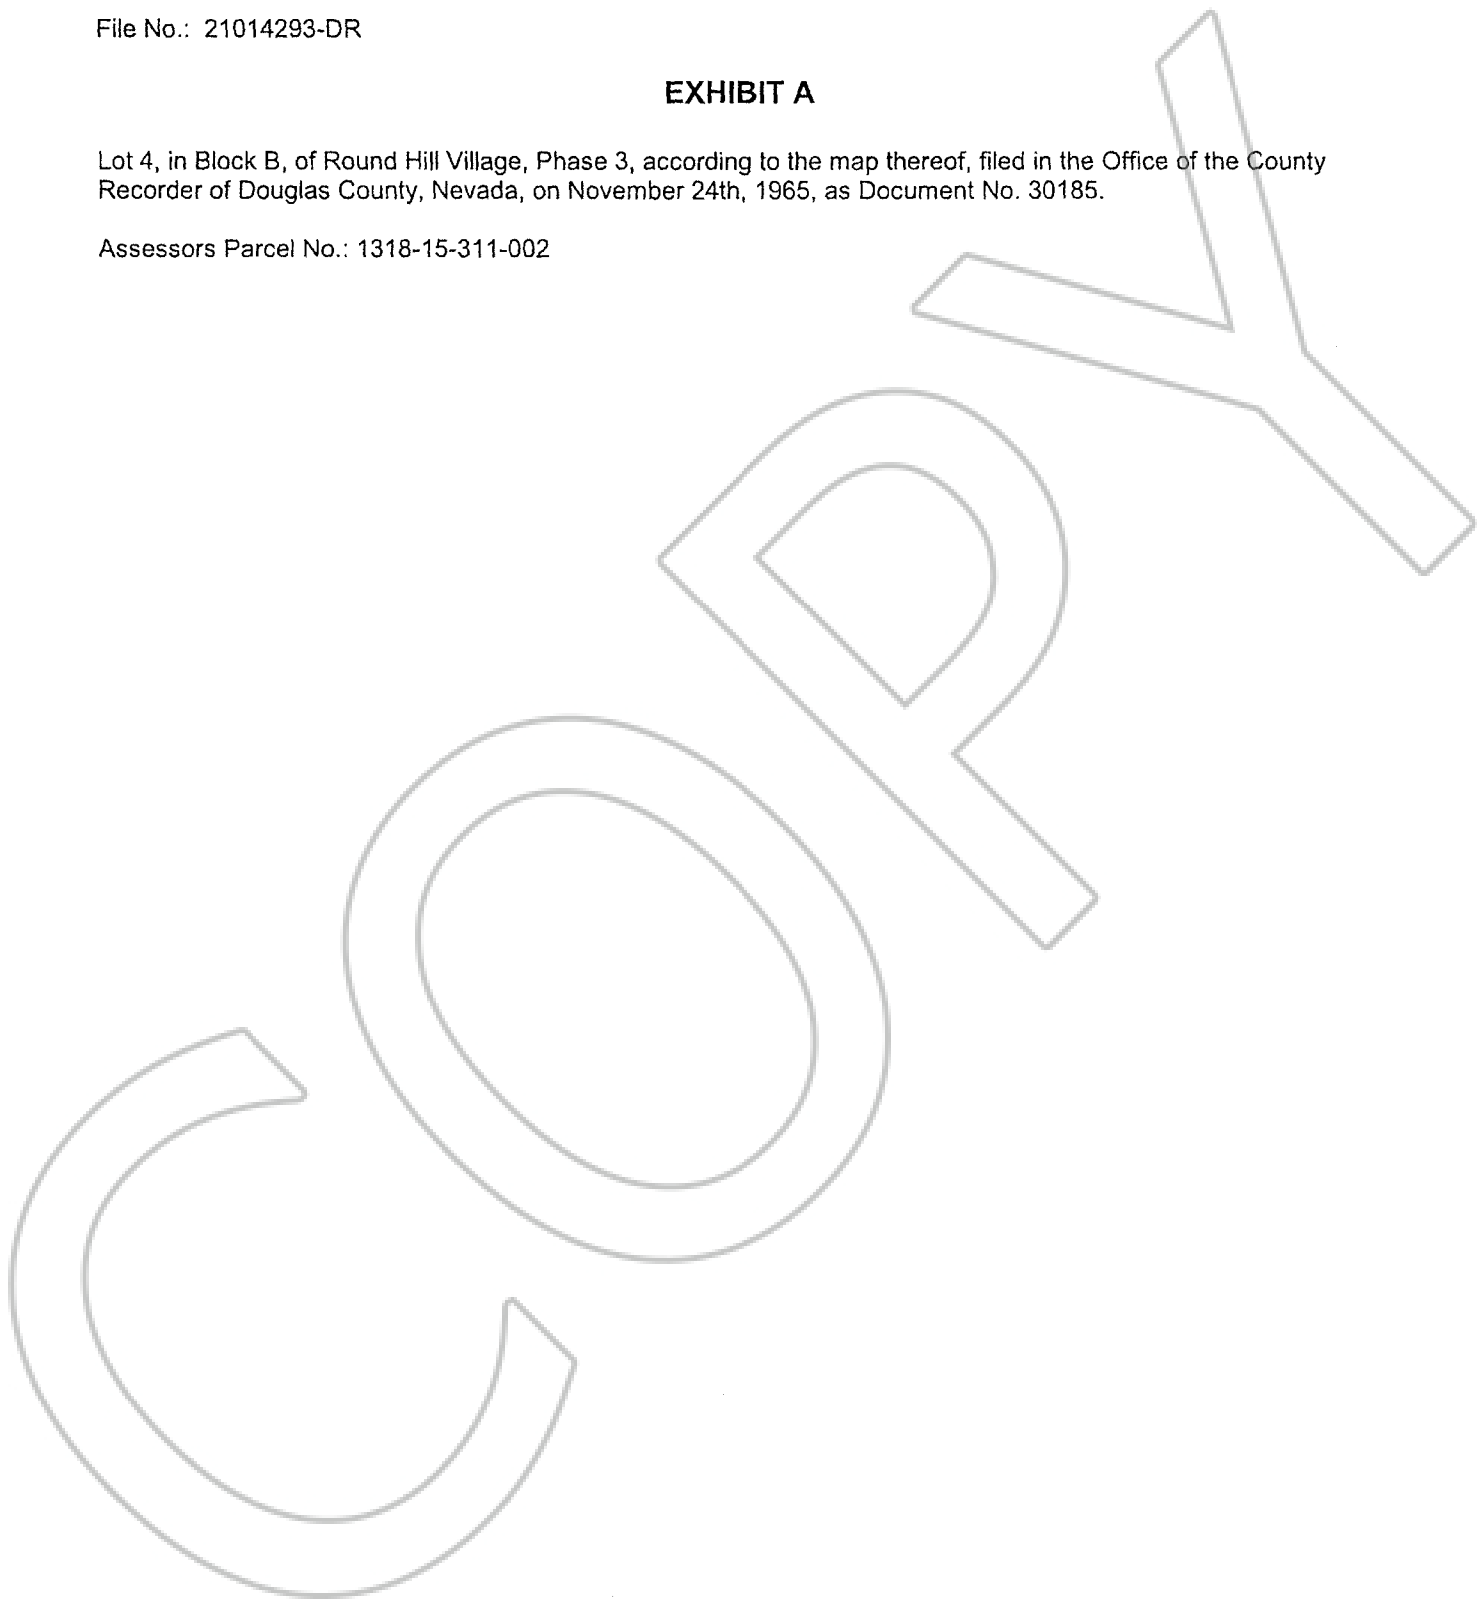 File No.: 21014293-DR
EXHIBIT A
Lot 4, in Block B, of Round Hill Village, Phase 3, according to the map thereof, filed in the Office of the County
Recorder of Douglas County, Nevada, on November 24th, 1965, as Document No. 30185.
Assessors Parcel No.: 1318-15-311-002
COPY